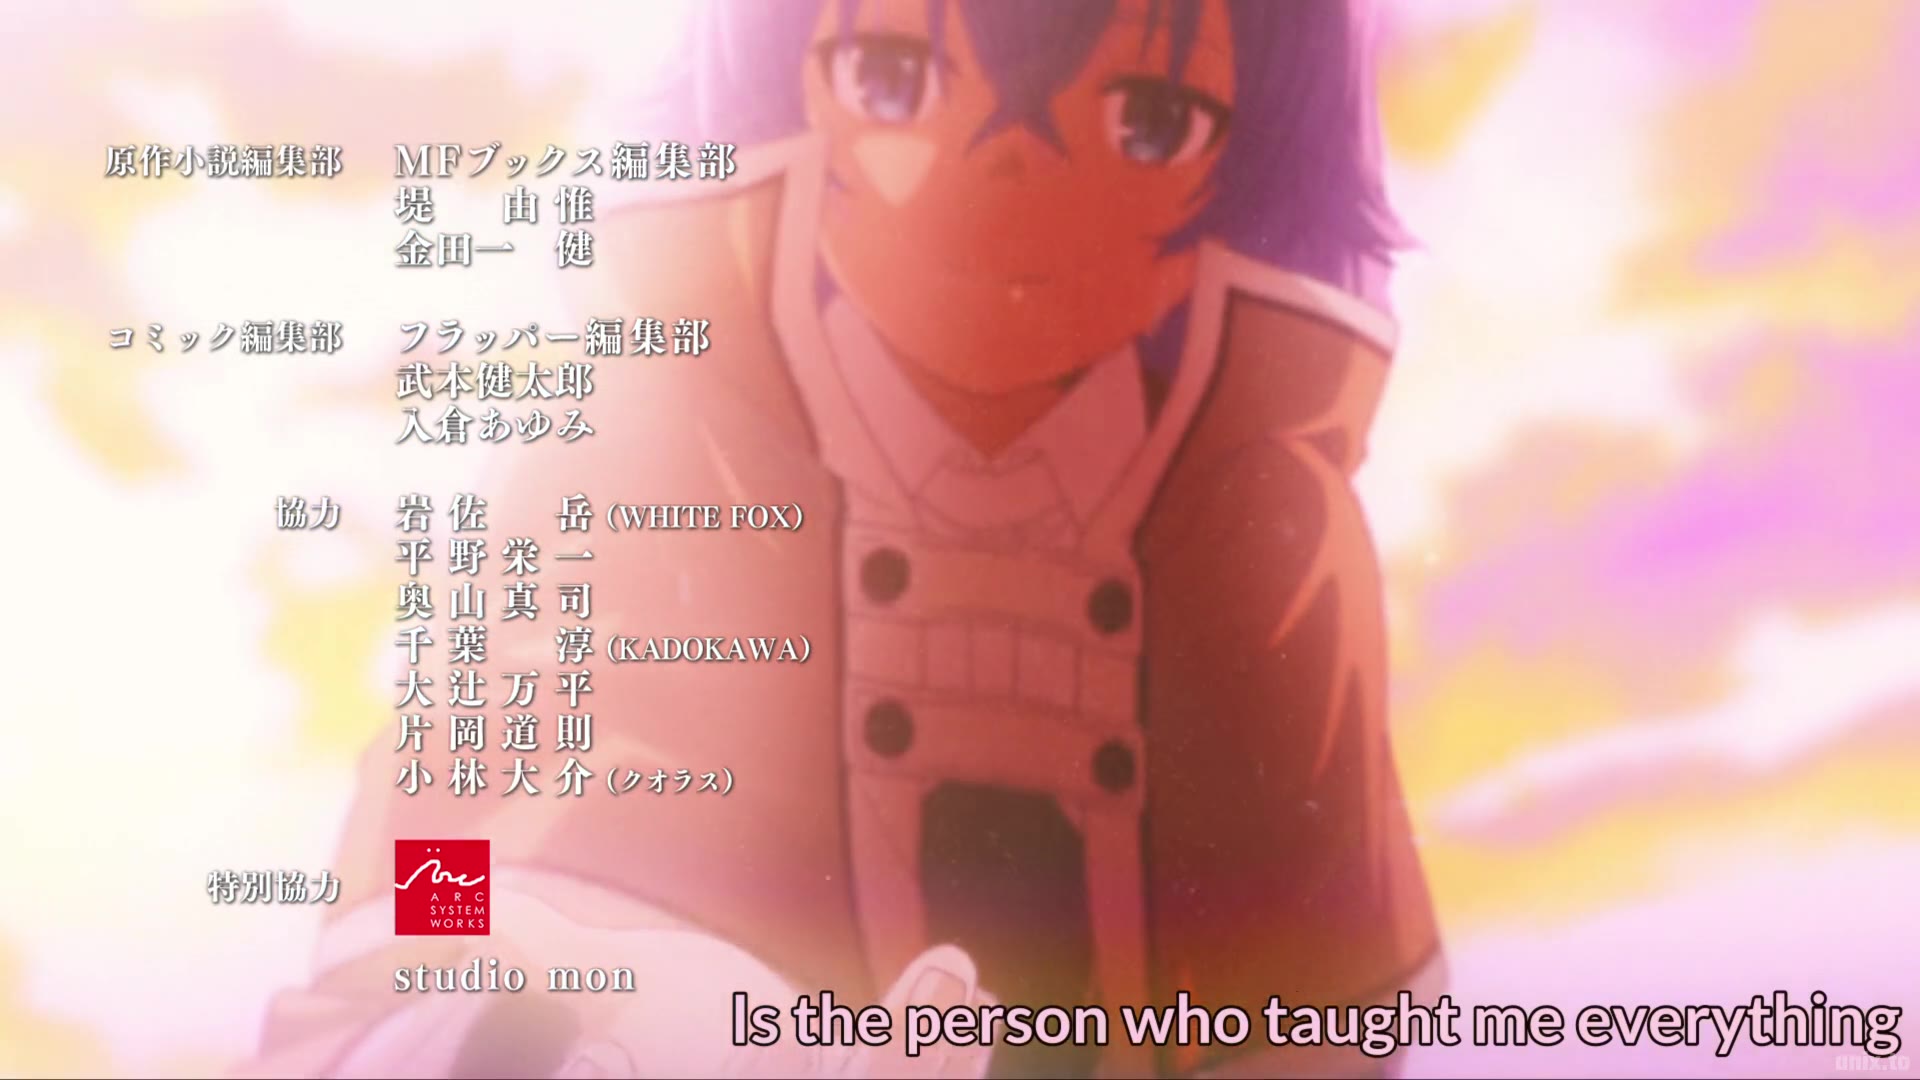 原作小説編集部 MFブックス編集部
堤 由惟
金田一 健
コミック編集部 フラッパー編集部
武本健太郎
入倉あゆみ
協力 岩佐 岳(WHITE FOX)
平野栄一
奥山真司
千葉 淳(KADOKAWA)
大辻万平
片岡道則
小林大介(クオラス)
特別協力
ARC
SYSTEM
WORKS
studio mon
Is the person who taught me everything
anix.to